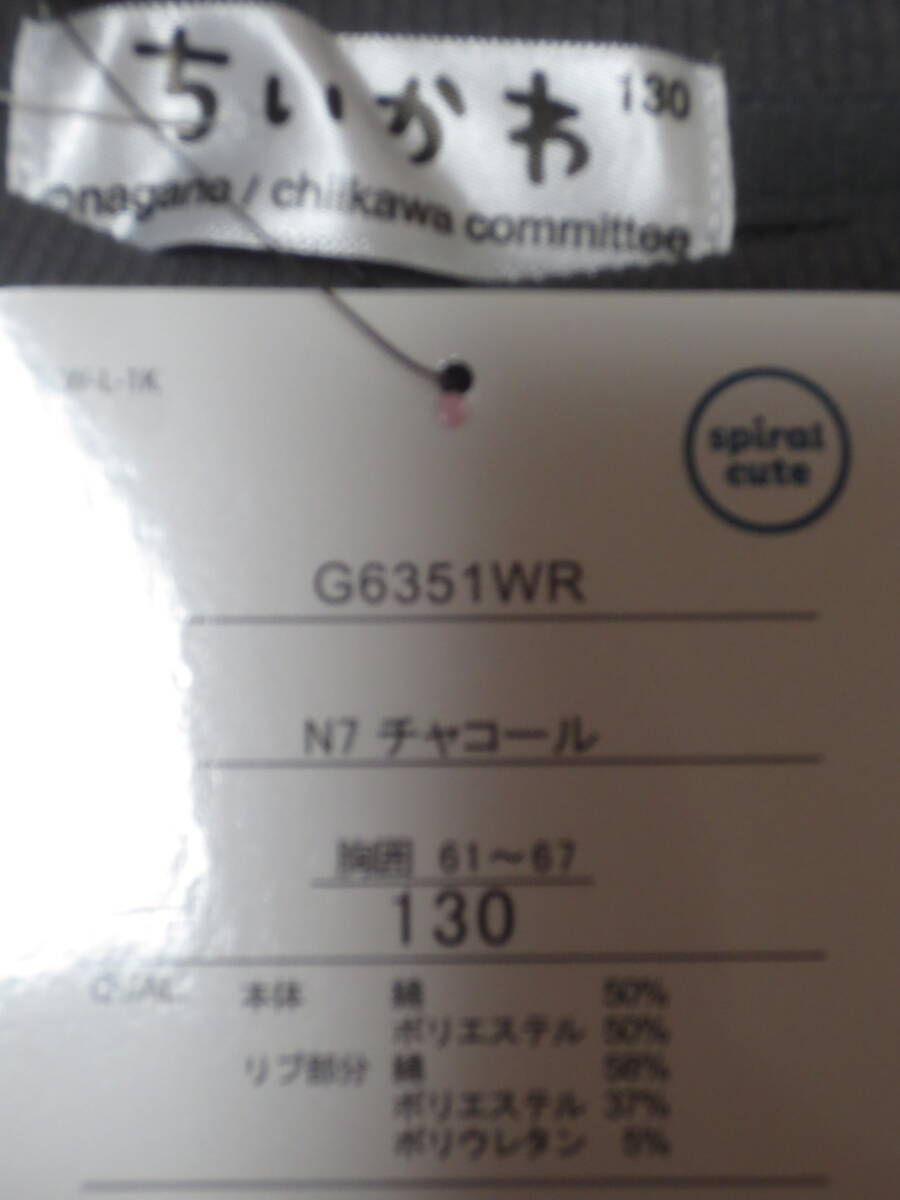 ちいかわ 130
nagano / chiikawa committee
spiral
cute
G6351WR
N7 チャコール
胸囲 61～67
130
QUAL 本体 綿 50%
ポリエステル 50%
リブ部分 綿 58%
ポリエステル 37%
ポリウレタン 5%